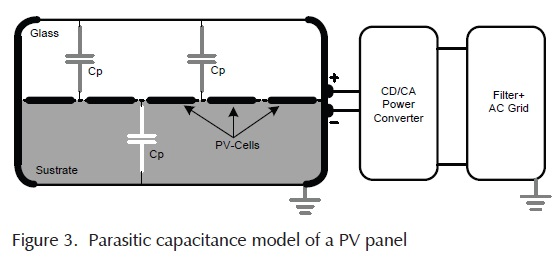 Glass
Cp
Cp
+
CD/CA
Power
Converter
Filter+
AC Grid
–
PV-Cells
Cp
Sustrate
Figure 3. Parasitic capacitance model of a PV panel